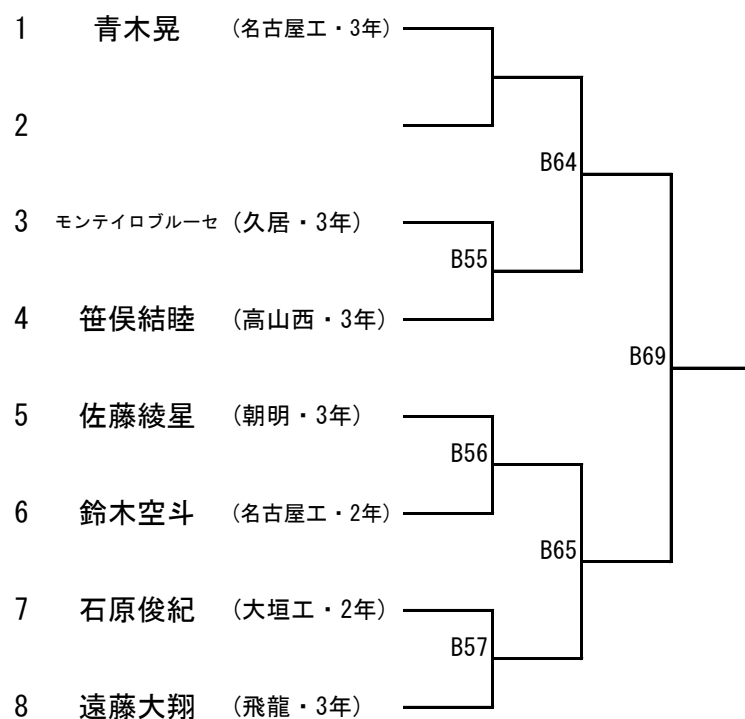 1 青木晃 (名古屋工・3年)
2
B64
3 モンテイロブルーセ (久居・3年)
B55
4 笹俣結睦 (高山西・3年)
B69
5 佐藤綾星 (朝明・3年)
B56
6 鈴木空斗 (名古屋工・2年)
B65
7 石原俊紀 (大垣工・2年)
B57
8 遠藤大翔 (飛龍・3年)